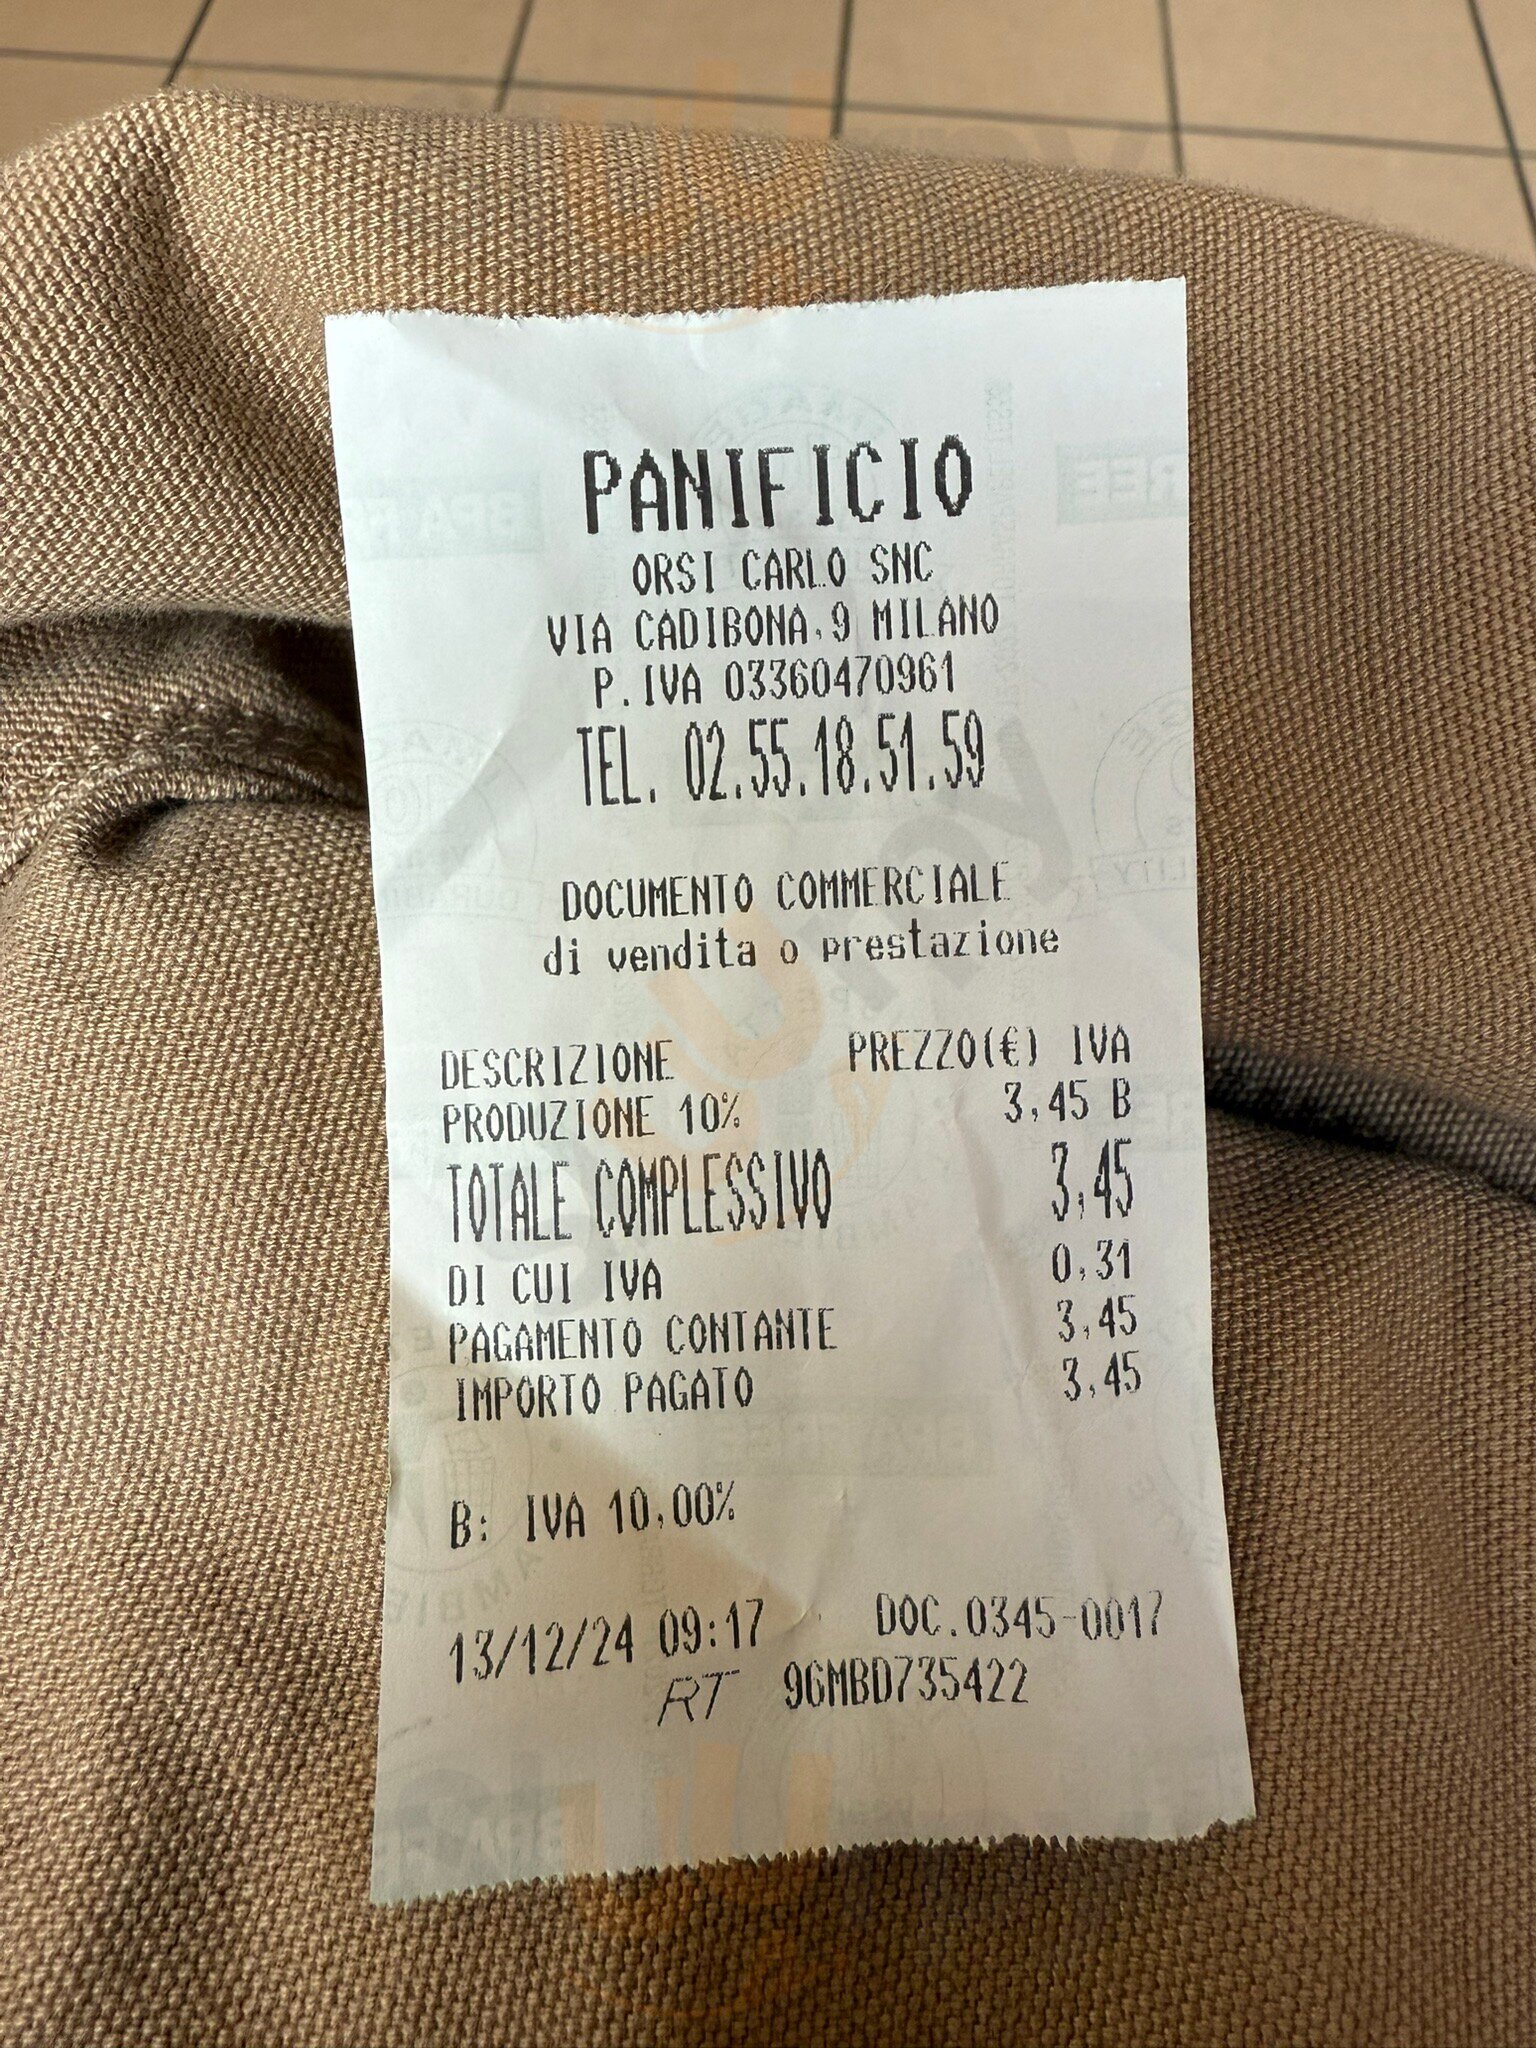 PANIFICIO
ORSI CARLO SNC
VIA CADIBONA,9 MILANO
P.IVA 03360470961
TEL. 02.55.18.51.59
DOCUMENTO COMMERCIALE
di vendita o prestazione
DESCRIZIONE PREZZO(€) IVA
PRODUZIONE 10% 3,45 B
TOTALE COMPLESSIVO 3,45
DI CUI IVA 0,31
PAGAMENTO CONTANTE 3,45
IMPORTO PAGATO 3,45
B: IVA 10,00%
13/12/24 09:17 DOC.0345-0017
RT 96MBD735422